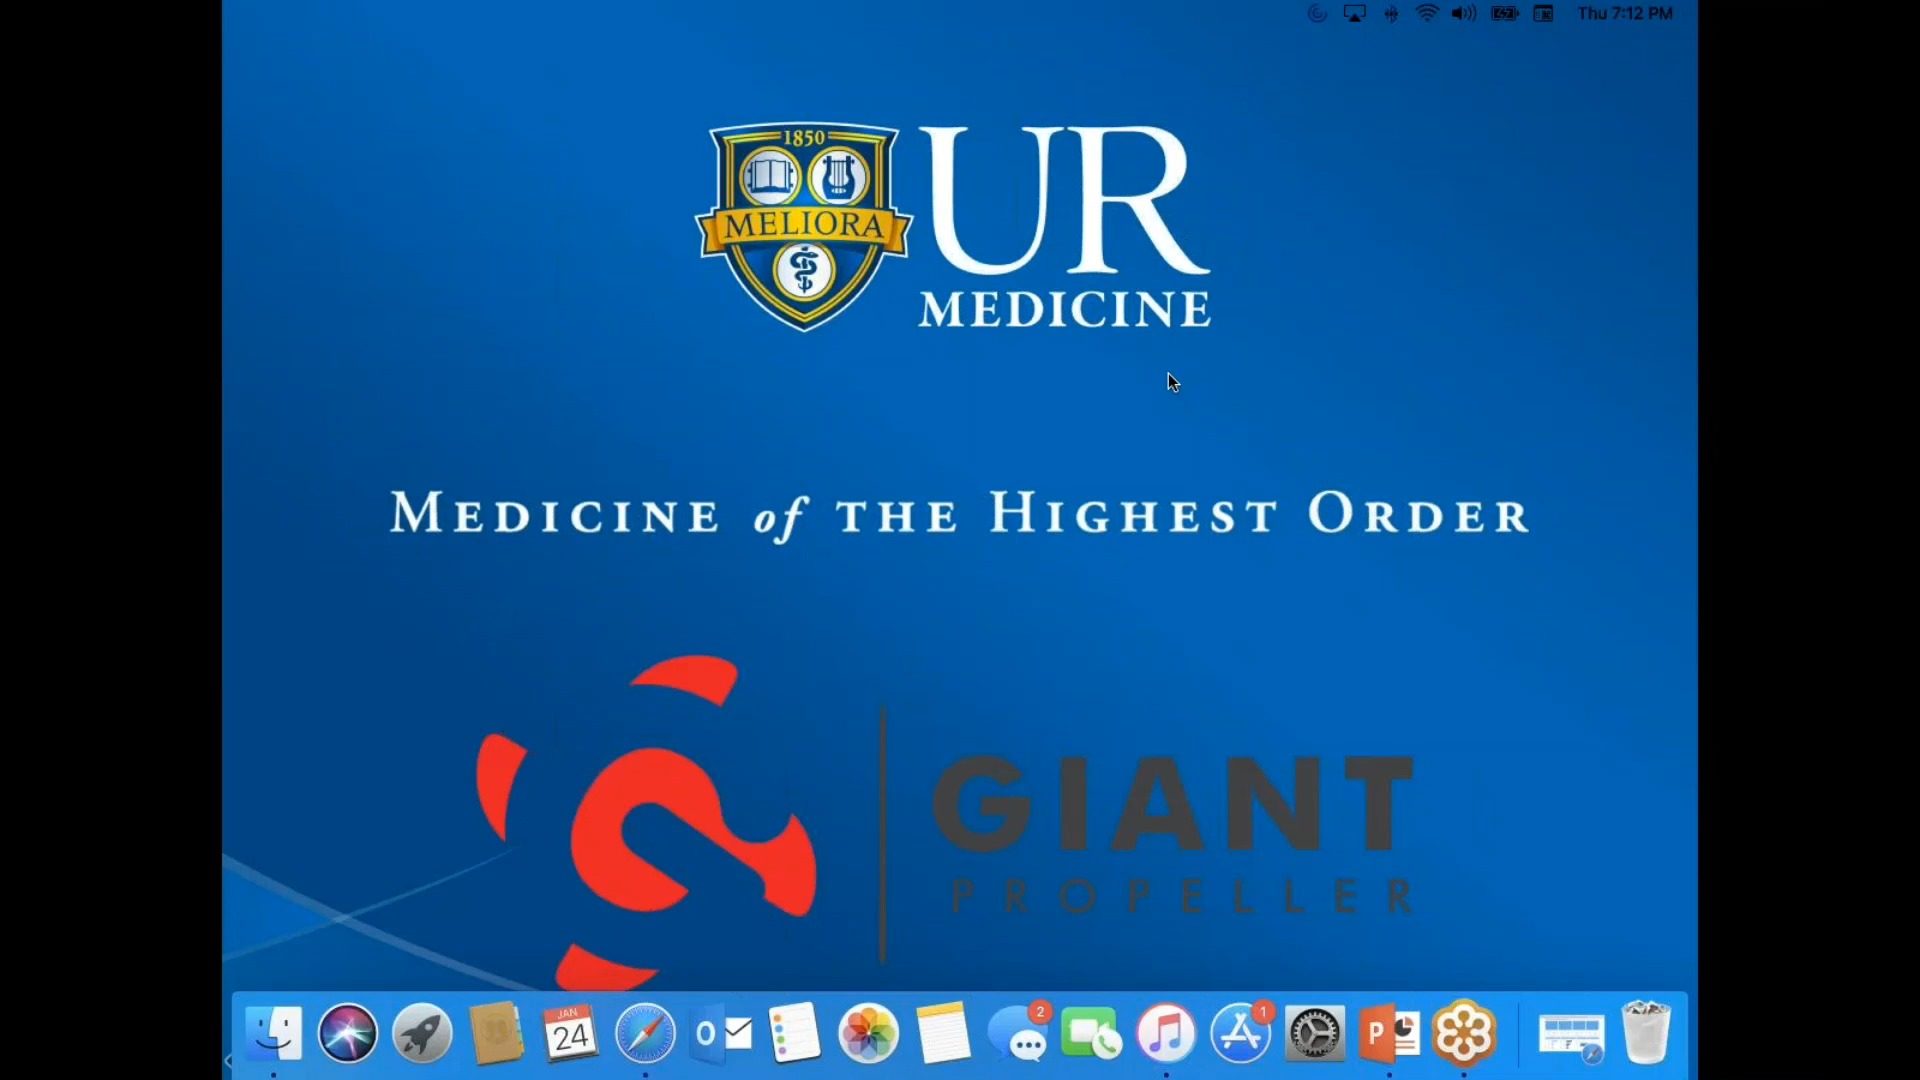 Thu 7:12 PM
1850
MELIORA
UR
MEDICINE
MEDICINE of THE HIGHEST ORDER
GIANT
PROPELLER
JAN
24
2
1
O
P